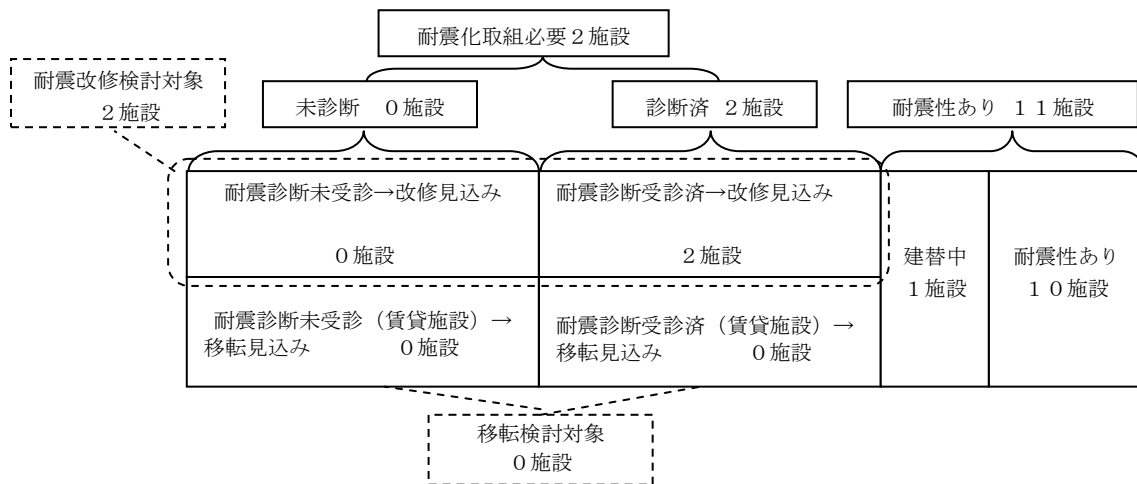 耐震化取組必要２施設
耐震改修検討対象
２施設
未診断　０施設
診断済　２施設
耐震性あり　１１施設
耐震診断未受診→改修見込み
０施設
耐震診断受診済→改修見込み
２施設
建替中
１施設
耐震性あり
１０施設
耐震診断未受診（賃貸施設）→
移転見込み　　　０施設
耐震診断受診済（賃貸施設）→
移転見込み　　　０施設
移転検討対象
０施設